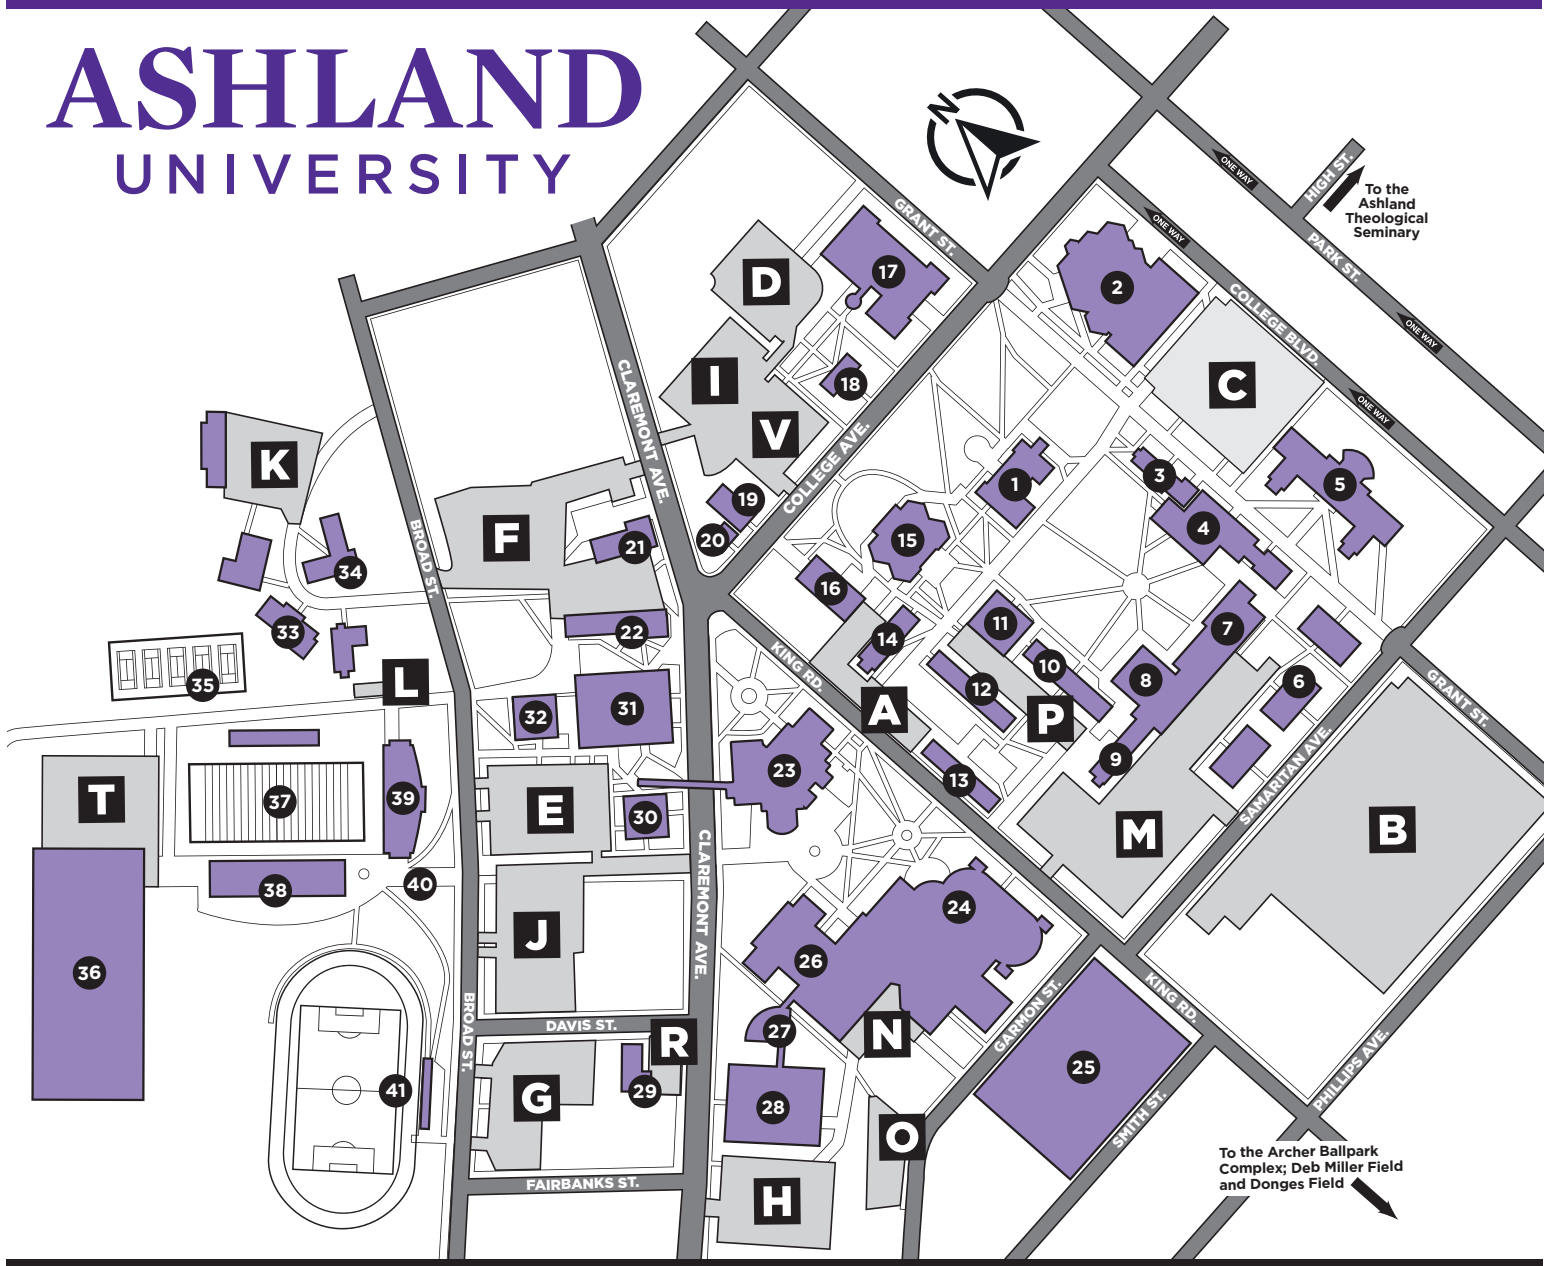 ASHLAND
UNIVERSITY
N
ONE WAY
HIGH ST.
To the
Ashland
Theological
Seminary
GRANT ST.
ONE WAY
PARK ST.
17
D
2
COLLEGE BLVD.
ONE WAY
CLAREMONT AVE.
I
18
C
ONE WAY
V
COLLEGE AVE.
K
1
3
5
19
4
BROAD ST.
F
21
20
15
34
16
33
22
14
11
7
KING RD.
10
35
L
12
8
6
GRANT ST.
32
31
A
P
T
37
39
E
30
23
13
9
SAMARITAN AVE.
M
B
CLAREMONT AVE.
38
40
24
J
26
36
BROAD ST.
DAVIS ST.
R
27
N
GARMON ST.
KING RD.
41
G
29
28
25
PHILLIPS AVE.
O
SMITH ST.
To the Archer Ballpark
Complex; Deb Miller Field
and Donges Field
FAIRBANKS ST.
H